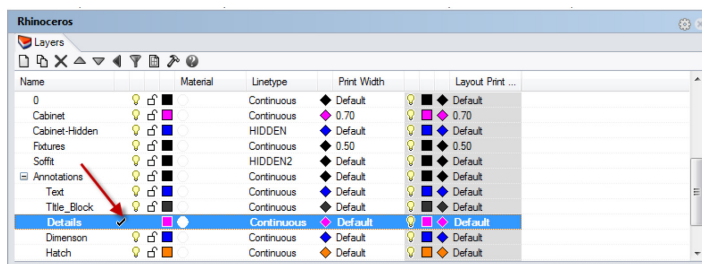 Rhinoceros
Layers
Name Material Linetype Print Width Layout Print ...
0 Continuous Default Default
Cabinet Continuous 0.70 0.70
Cabinet-Hidden HIDDEN Default Default
Fixtures Continuous 0.50 0.50
Soffit HIDDEN2 Default Default
Annotations Continuous Default Default
Text Continuous Default Default
TItle_Block Continuous Default Default
Details Continuous Default Default
Dimenson Continuous Default Default
Hatch Continuous Default Default